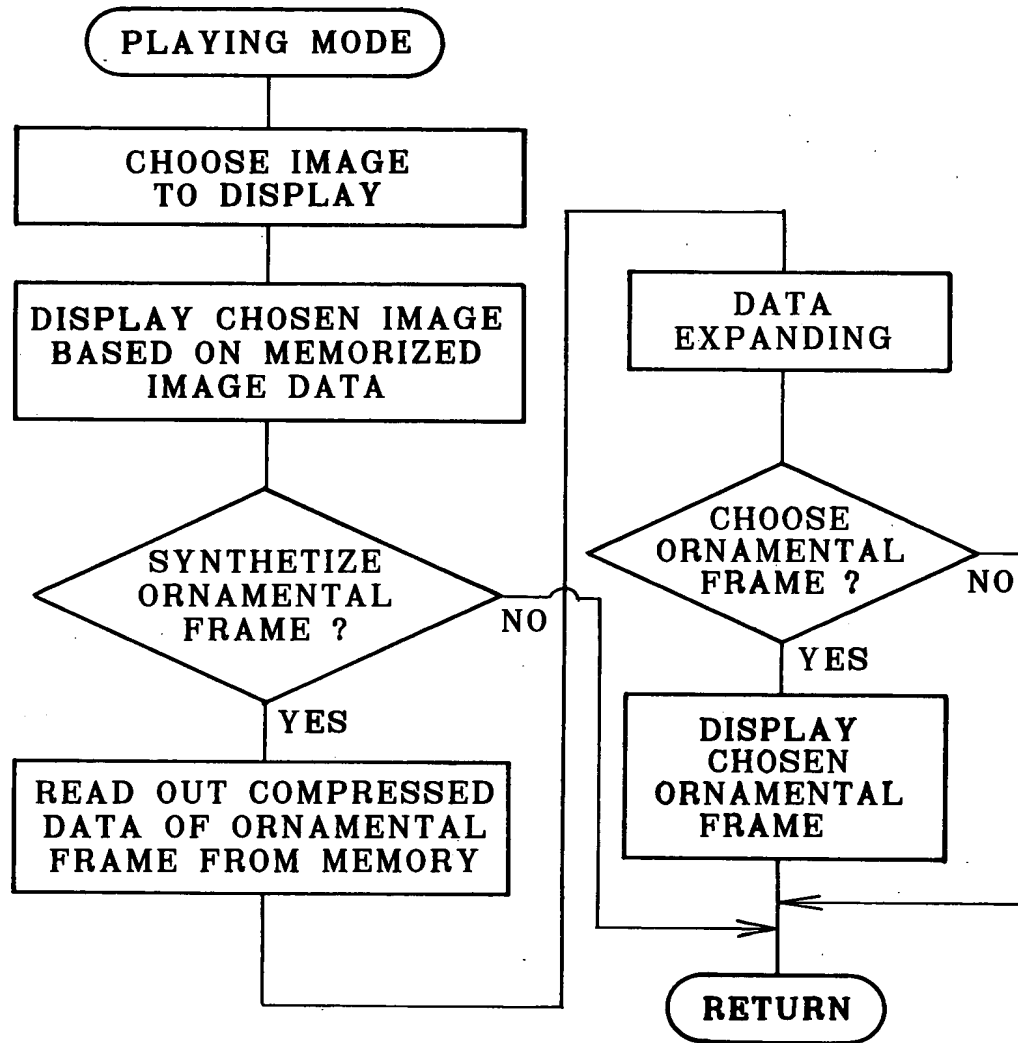 PLAYING MODE
CHOOSE IMAGE
TO DISPLAY
DISPLAY CHOSEN IMAGE
BASED ON MEMORIZED
IMAGE DATA
SYNTHETIZE
ORNAMENTAL
FRAME ?
NO
YES
READ OUT COMPRESSED
DATA OF ORNAMENTAL
FRAME FROM MEMORY
DATA
EXPANDING
CHOOSE
ORNAMENTAL
FRAME ?
NO
YES
DISPLAY
CHOSEN
ORNAMENTAL
FRAME
RETURN